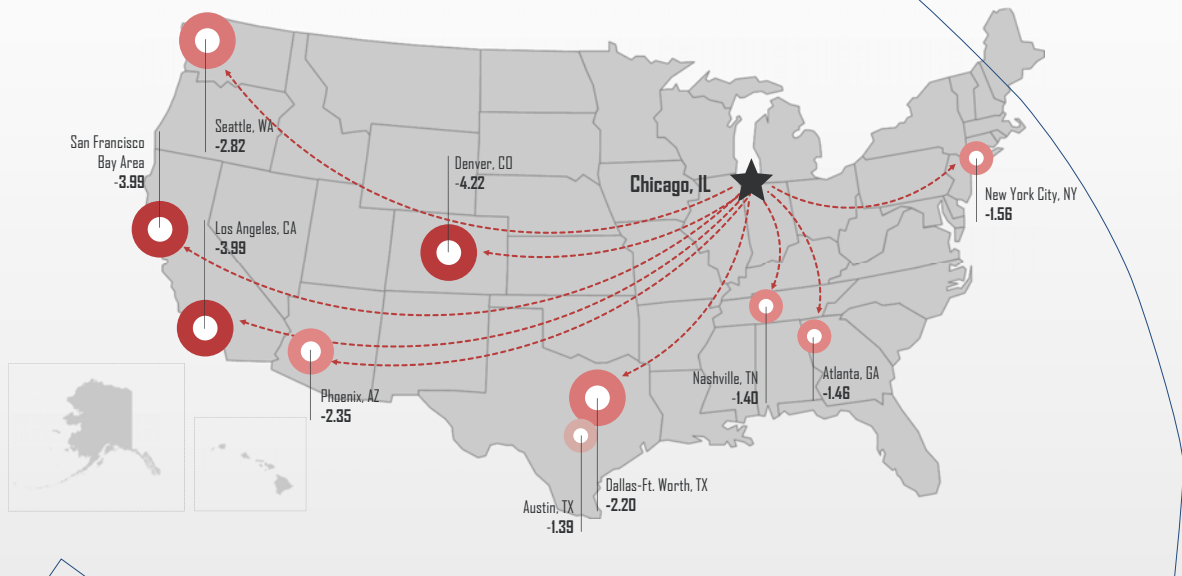 Seattle, WA
-2.82
San Francisco
Bay Area
-3.99
Denver, CO
-4.22
Chicago, IL
New York City, NY
-1.56
Los Angeles, CA
-3.99
Phoenix, AZ
-2.35
Nashville, TN
-1.40
Atlanta, GA
-1.46
Dallas-Ft. Worth, TX
-2.20
Austin, TX
-1.39